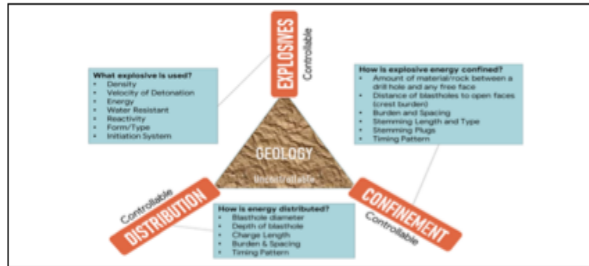 EXPLOSIVES
Controllable
What explosive is used?
• Density
• Velocity of Detonation
• Energy
• Water Resistant
• Reactivity
• Form/Type
• Initiation System
How is explosive energy confined?
• Amount of material/rock between a
drill hole and any free face
• Distance of blastholes to open faces
(crest burden)
• Burden and Spacing
• Stemming Length and Type
• Stemming Plugs
• Timing Pattern
GEOLOGY
Uncontrollable
Controllable
DISTRIBUTION
CONFINEMENT
Controllable
How is energy distributed?
• Blasthole diameter
• Depth of blasthole
• Charge Length
• Burden & Spacing
• Timing Pattern